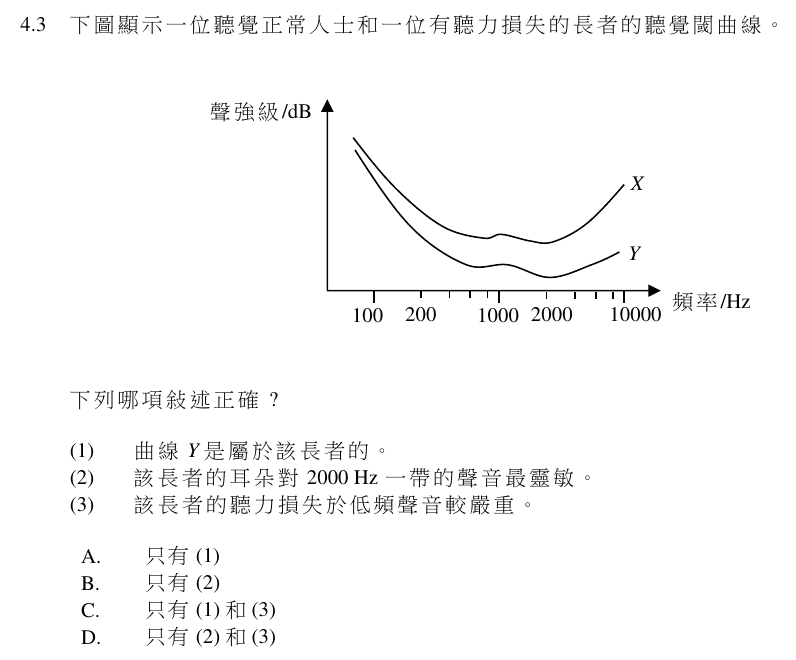 4.3 下圖顯示一位聽覺正常人士和一位有聽力損失的長者的聽覺閾曲線。
聲強級/dB
X
Y
頻率/Hz
100 200 1000 2000 10000
下列哪項敍述正確？
(1) 曲線 Y 是屬於該長者的。
(2) 該長者的耳朵對 2000 Hz 一帶的聲音最靈敏。
(3) 該長者的聽力損失於低頻聲音較嚴重。
A. 只有 (1)
B. 只有 (2)
C. 只有 (1) 和 (3)
D. 只有 (2) 和 (3)